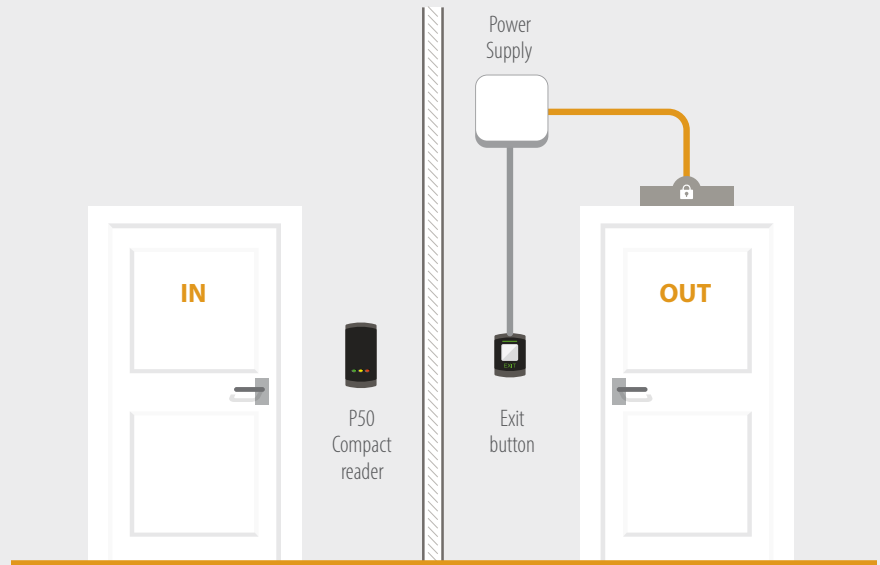 Power
Supply
IN
OUT
EXIT
P50
Compact
reader
Exit
button